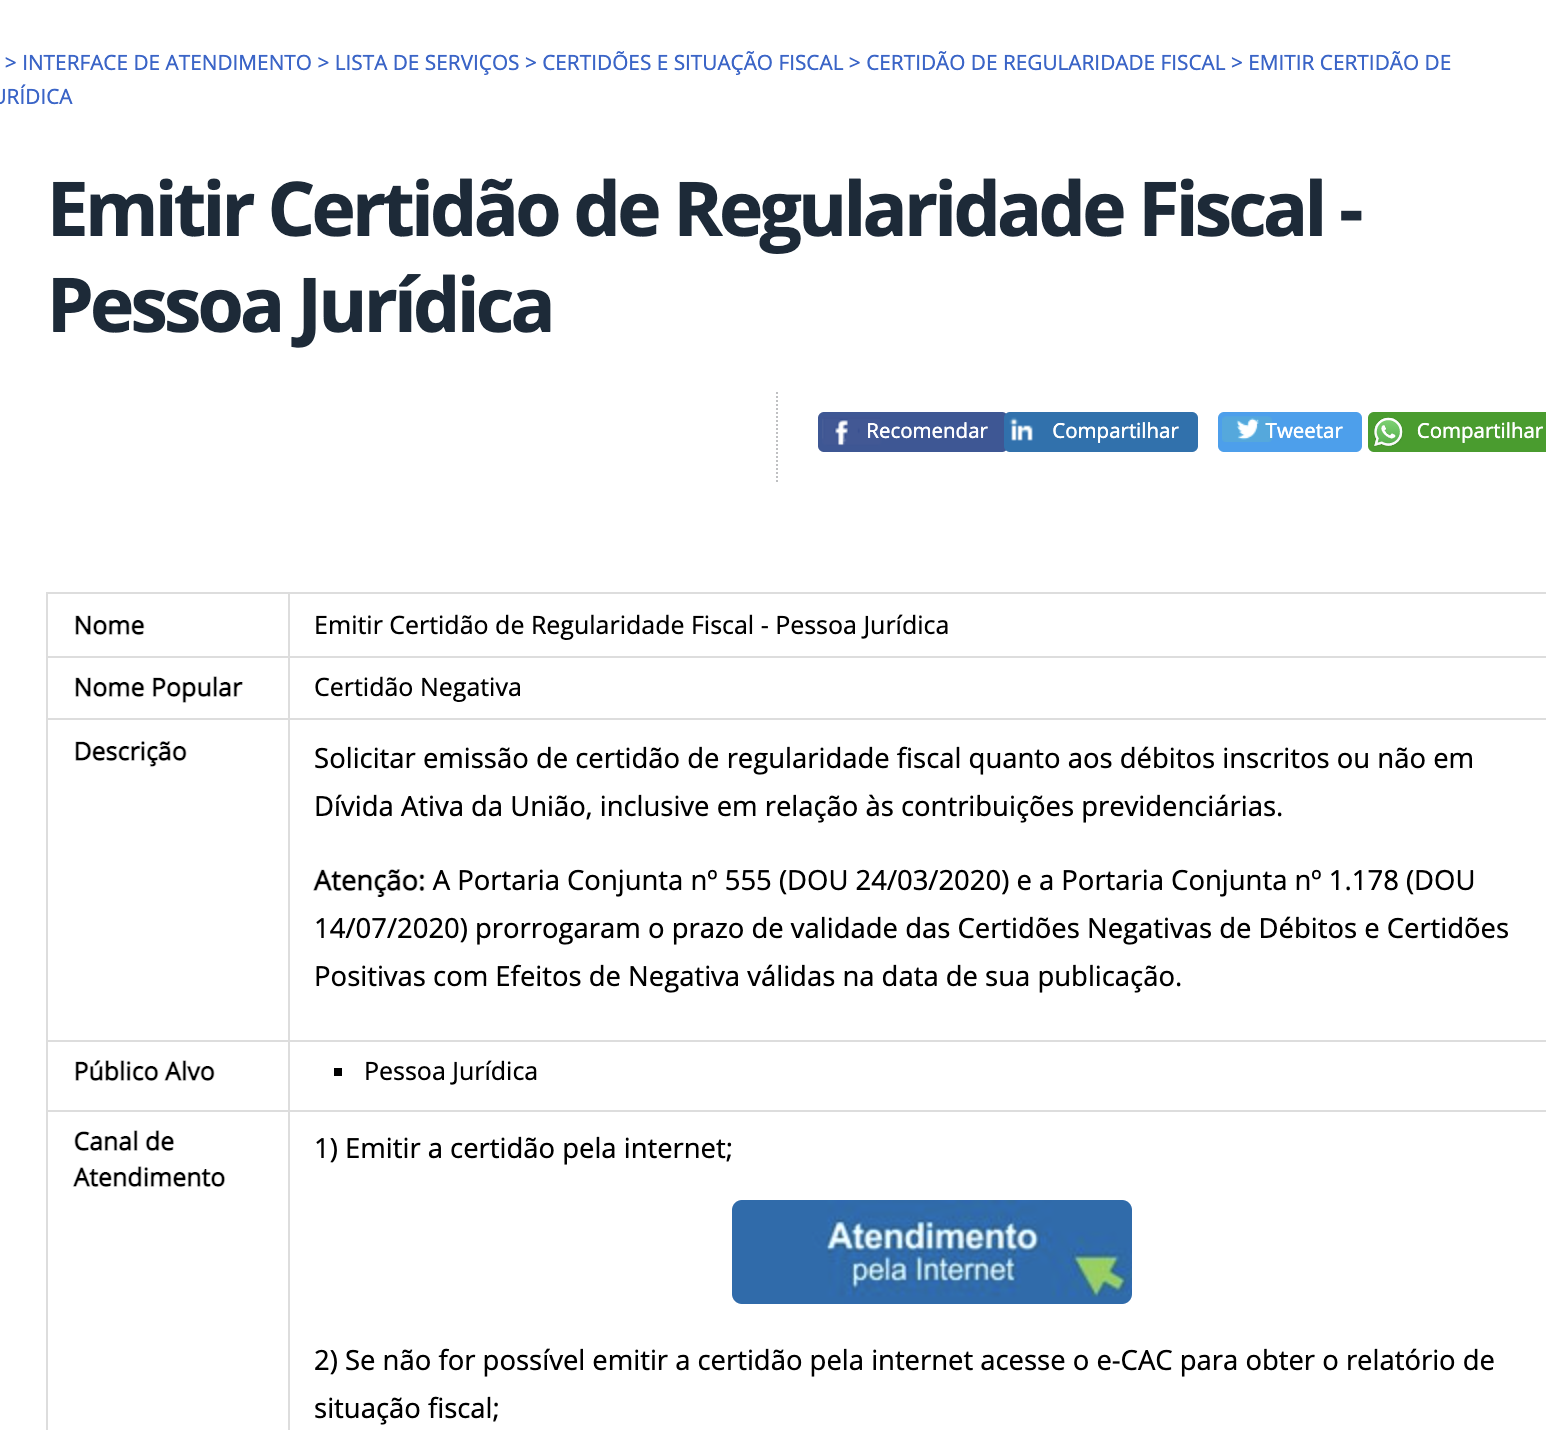 > INTERFACE DE ATENDIMENTO > LISTA DE SERVIÇOS > CERTIDÕES E SITUAÇÃO FISCAL > CERTIDÃO DE REGULARIDADE FISCAL > EMITIR CERTIDÃO DE
URÍDICA
Emitir Certidão de Regularidade Fiscal -
Pessoa Jurídica
Recomendar Compartilhar Tweetar Compartilhar
Nome Emitir Certidão de Regularidade Fiscal - Pessoa Jurídica
Nome Popular Certidão Negativa
Descrição Solicitar emissão de certidão de regularidade fiscal quanto aos débitos inscritos ou não em
Dívida Ativa da União, inclusive em relação às contribuições previdenciárias.
Atenção: A Portaria Conjunta nº 555 (DOU 24/03/2020) e a Portaria Conjunta nº 1.178 (DOU
14/07/2020) prorrogaram o prazo de validade das Certidões Negativas de Débitos e Certidões
Positivas com Efeitos de Negativa válidas na data de sua publicação.
Público Alvo ▪ Pessoa Jurídica
Canal de
Atendimento
1) Emitir a certidão pela internet;
Atendimento
pela Internet
2) Se não for possível emitir a certidão pela internet acesse o e-CAC para obter o relatório de
situação fiscal;